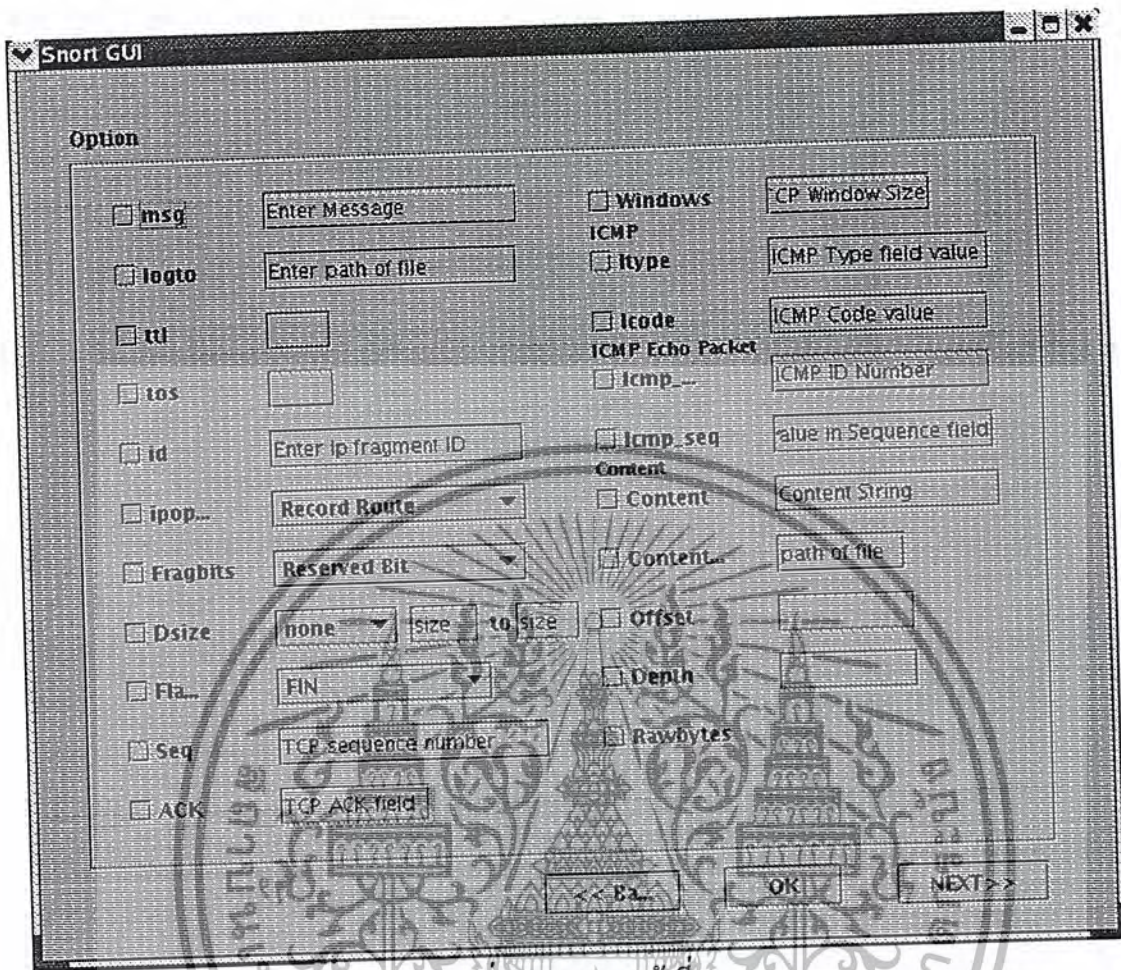 Snort GUI
Option
msg Enter Message
logto Enter path of file
ttl
tos
id Enter ip fragment ID
ipop... Record Route
Fragbits Reserved Bit
Dsize none size to size
Fla... FIN
Seq TCP sequence number
ACK TCP ACK field
Windows CP Window Size
ICMP
Itype ICMP Type field value
Icode ICMP Code value
ICMP Echo Packet
Icmp_... ICMP ID Number
Icmp_seq alue in Sequence field
Content
Content Content String
Content... path of file
Offset
Depth
Rawbytes
<< Ba... OK NEXT>>